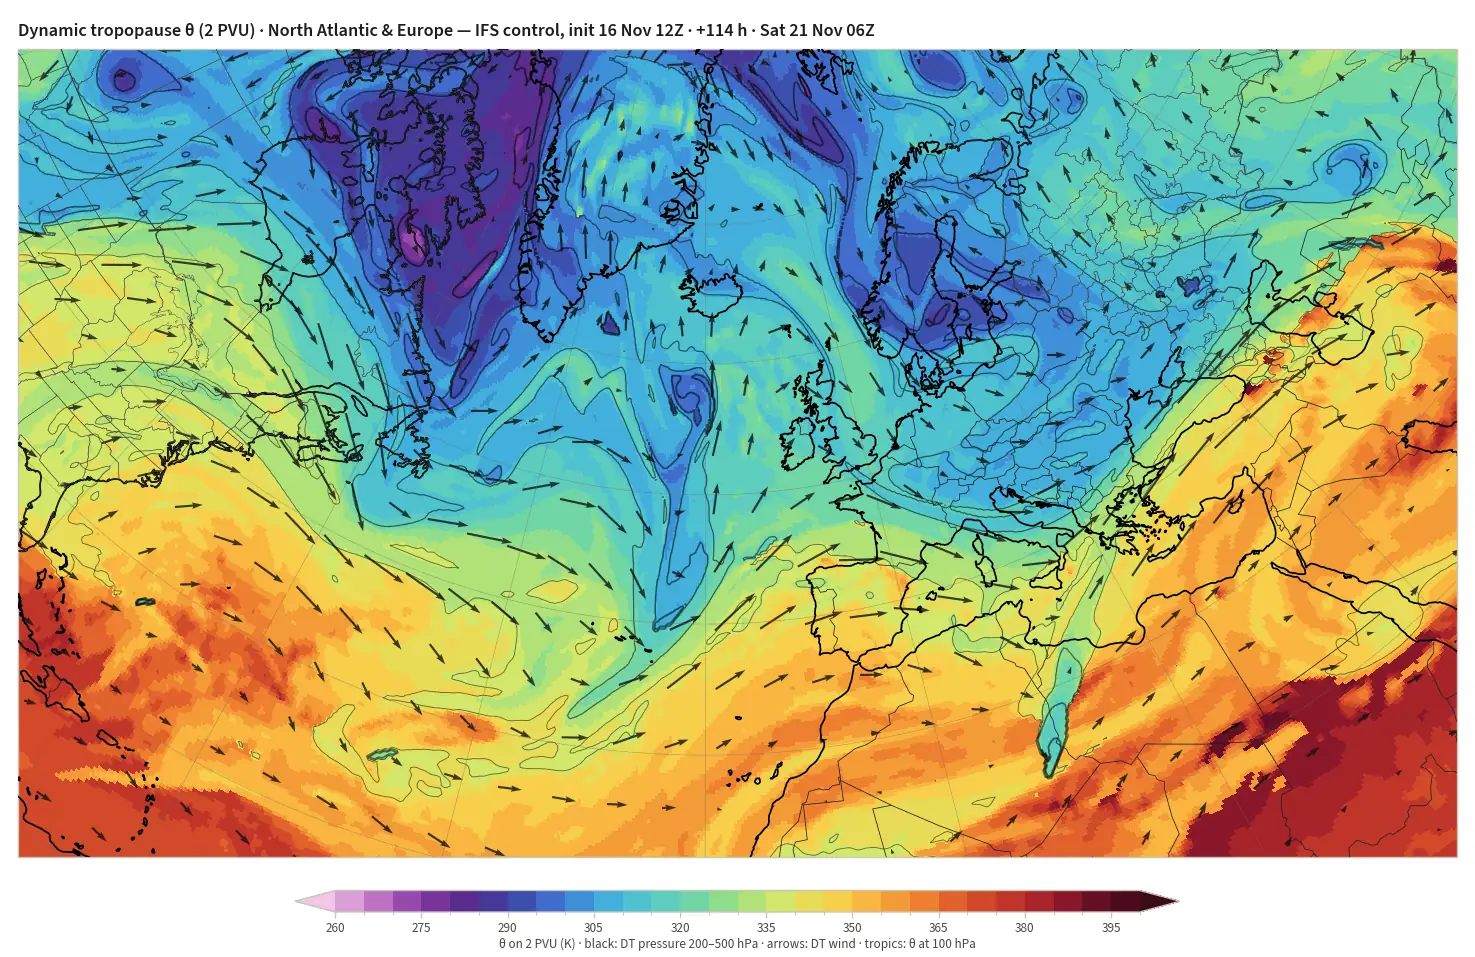 Dynamic tropopause θ (2 PVU) · North Atlantic & Europe — IFS control, init 16 Nov 12Z · +114 h · Sat 21 Nov 06Z
260 275 290 305 320 335 350 365 380 395
θ on 2 PVU (K) · black: DT pressure 200–500 hPa · arrows: DT wind · tropics: θ at 100 hPa